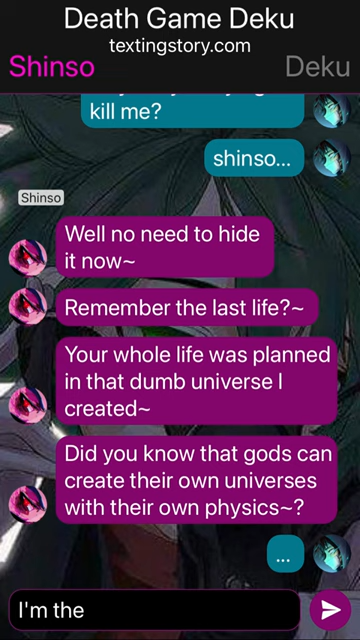 Death Game Deku
textingstory.com
Shinso
Deku
kill me?
shinso...
Shinso
Well no need to hide
it now~
Remember the last life?~
Your whole life was planned
in that dumb universe I
created~
Did you know that gods can
create their own universes
with their own physics~?
...
I'm the